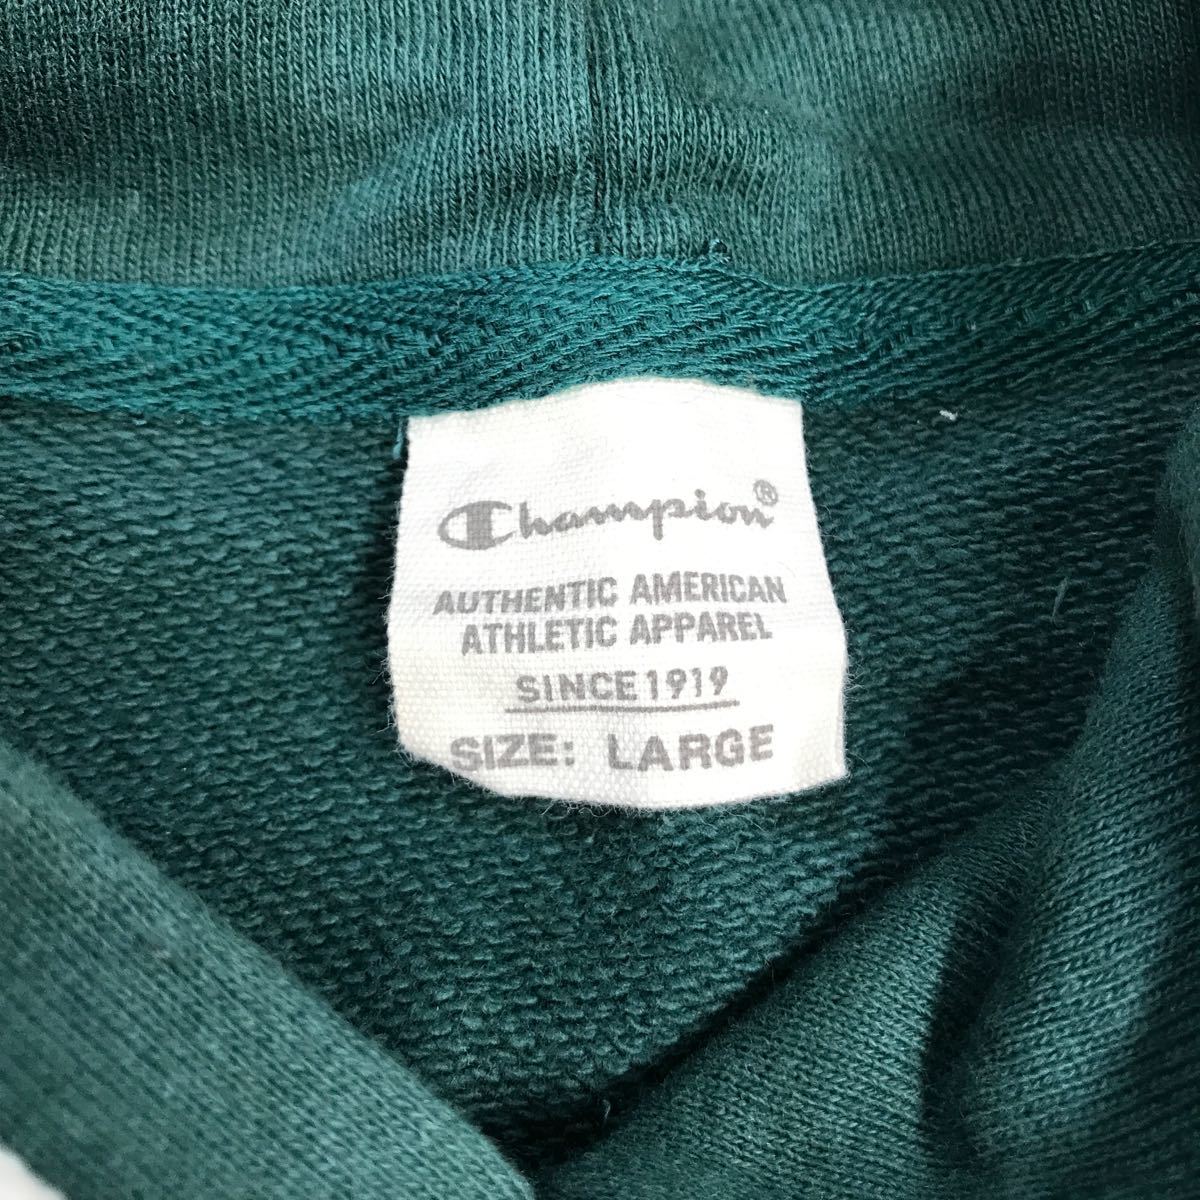 Champion®
AUTHENTIC AMERICAN
ATHLETIC APPAREL
SINCE 1919
SIZE: LARGE